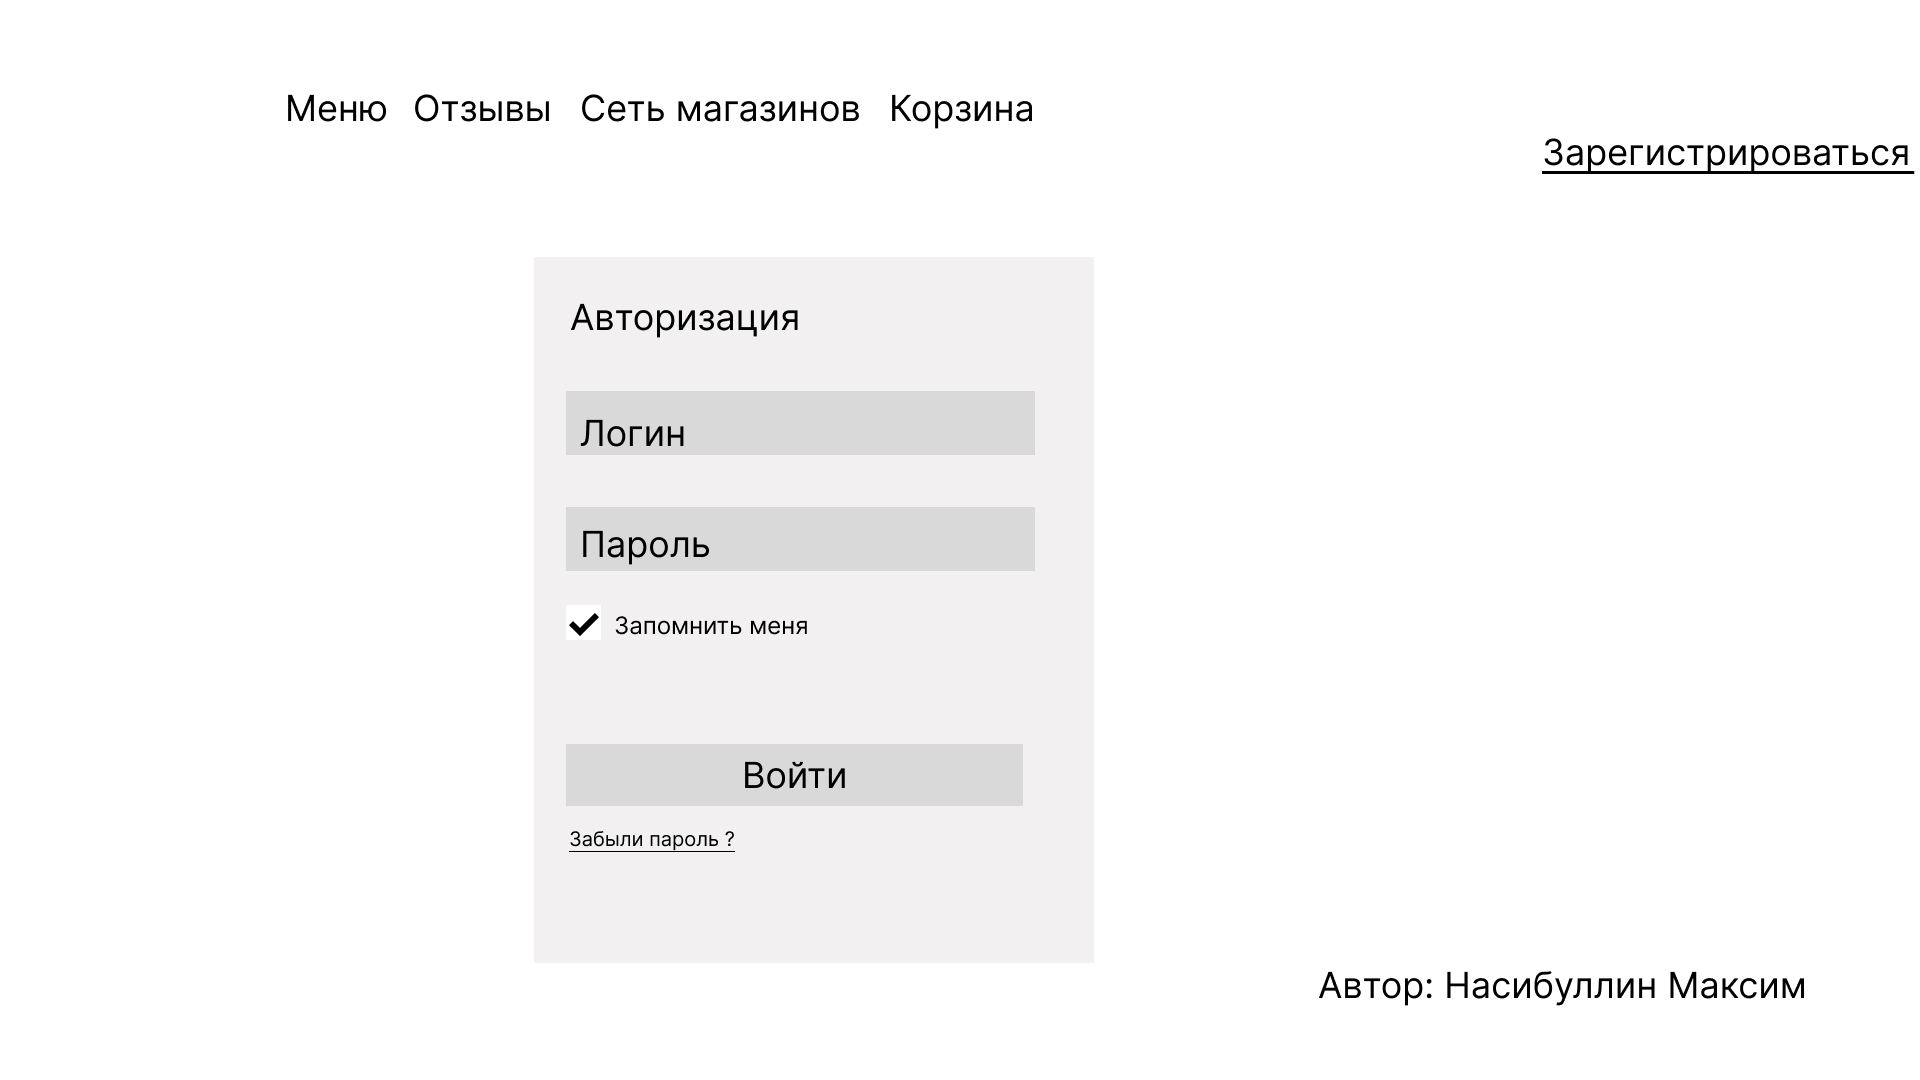 Меню Отзывы Сеть магазинов Корзина
Зарегистрироваться
Авторизация
Логин
Пароль
Запомнить меня
Войти
Забыли пароль ?
Автор: Насибуллин Максим